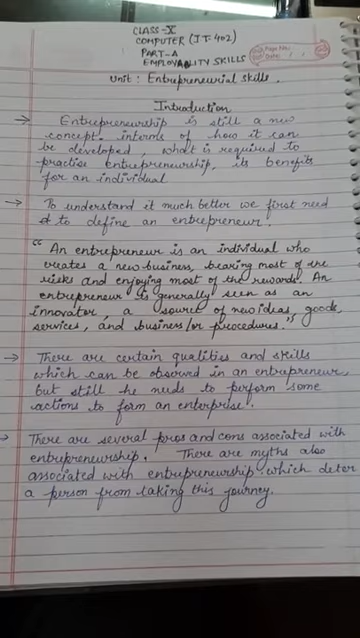 CLASS-X
COMPUTER (IT-402)
PART-A
EMPLOYABILITY SKILLS
Unit: Entrepreneurial skills.
Introduction
→ Entrepreneurship is still a new
concept interms of how it can
be developed, what is required to
practise entrepreneurship, its benefits
for an individual
→ To understand it much better we first need
to define an entrepreneur.
“ An entrepreneur is an individual who
creates a new business, bearing most of the
risks and enjoying most of the rewards. An
entrepreneur is generally seen as an
innovator, a source of new ideas, goods,
services, and business/or procedures.”
→ There are certain qualities and skills
which can be observed in an entrepreneur,
but still he needs to perform some
actions to form an enterprise.
→ There are several pros and cons associated with
entrepreneurship. There are myths also
associated with entrepreneurship which deter
a person from taking this journey.